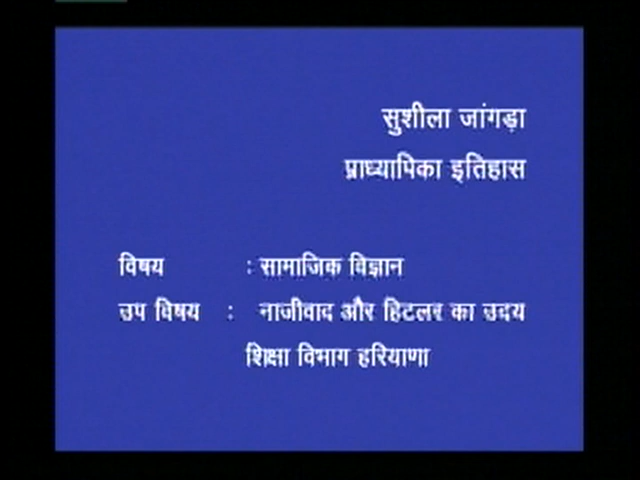 सुशीला जांगड़ा
प्राध्यापिका इतिहास
विषय : सामाजिक विज्ञान
उप विषय : नाजीवाद और हिटलर का उदय
शिक्षा विभाग हरियाणा